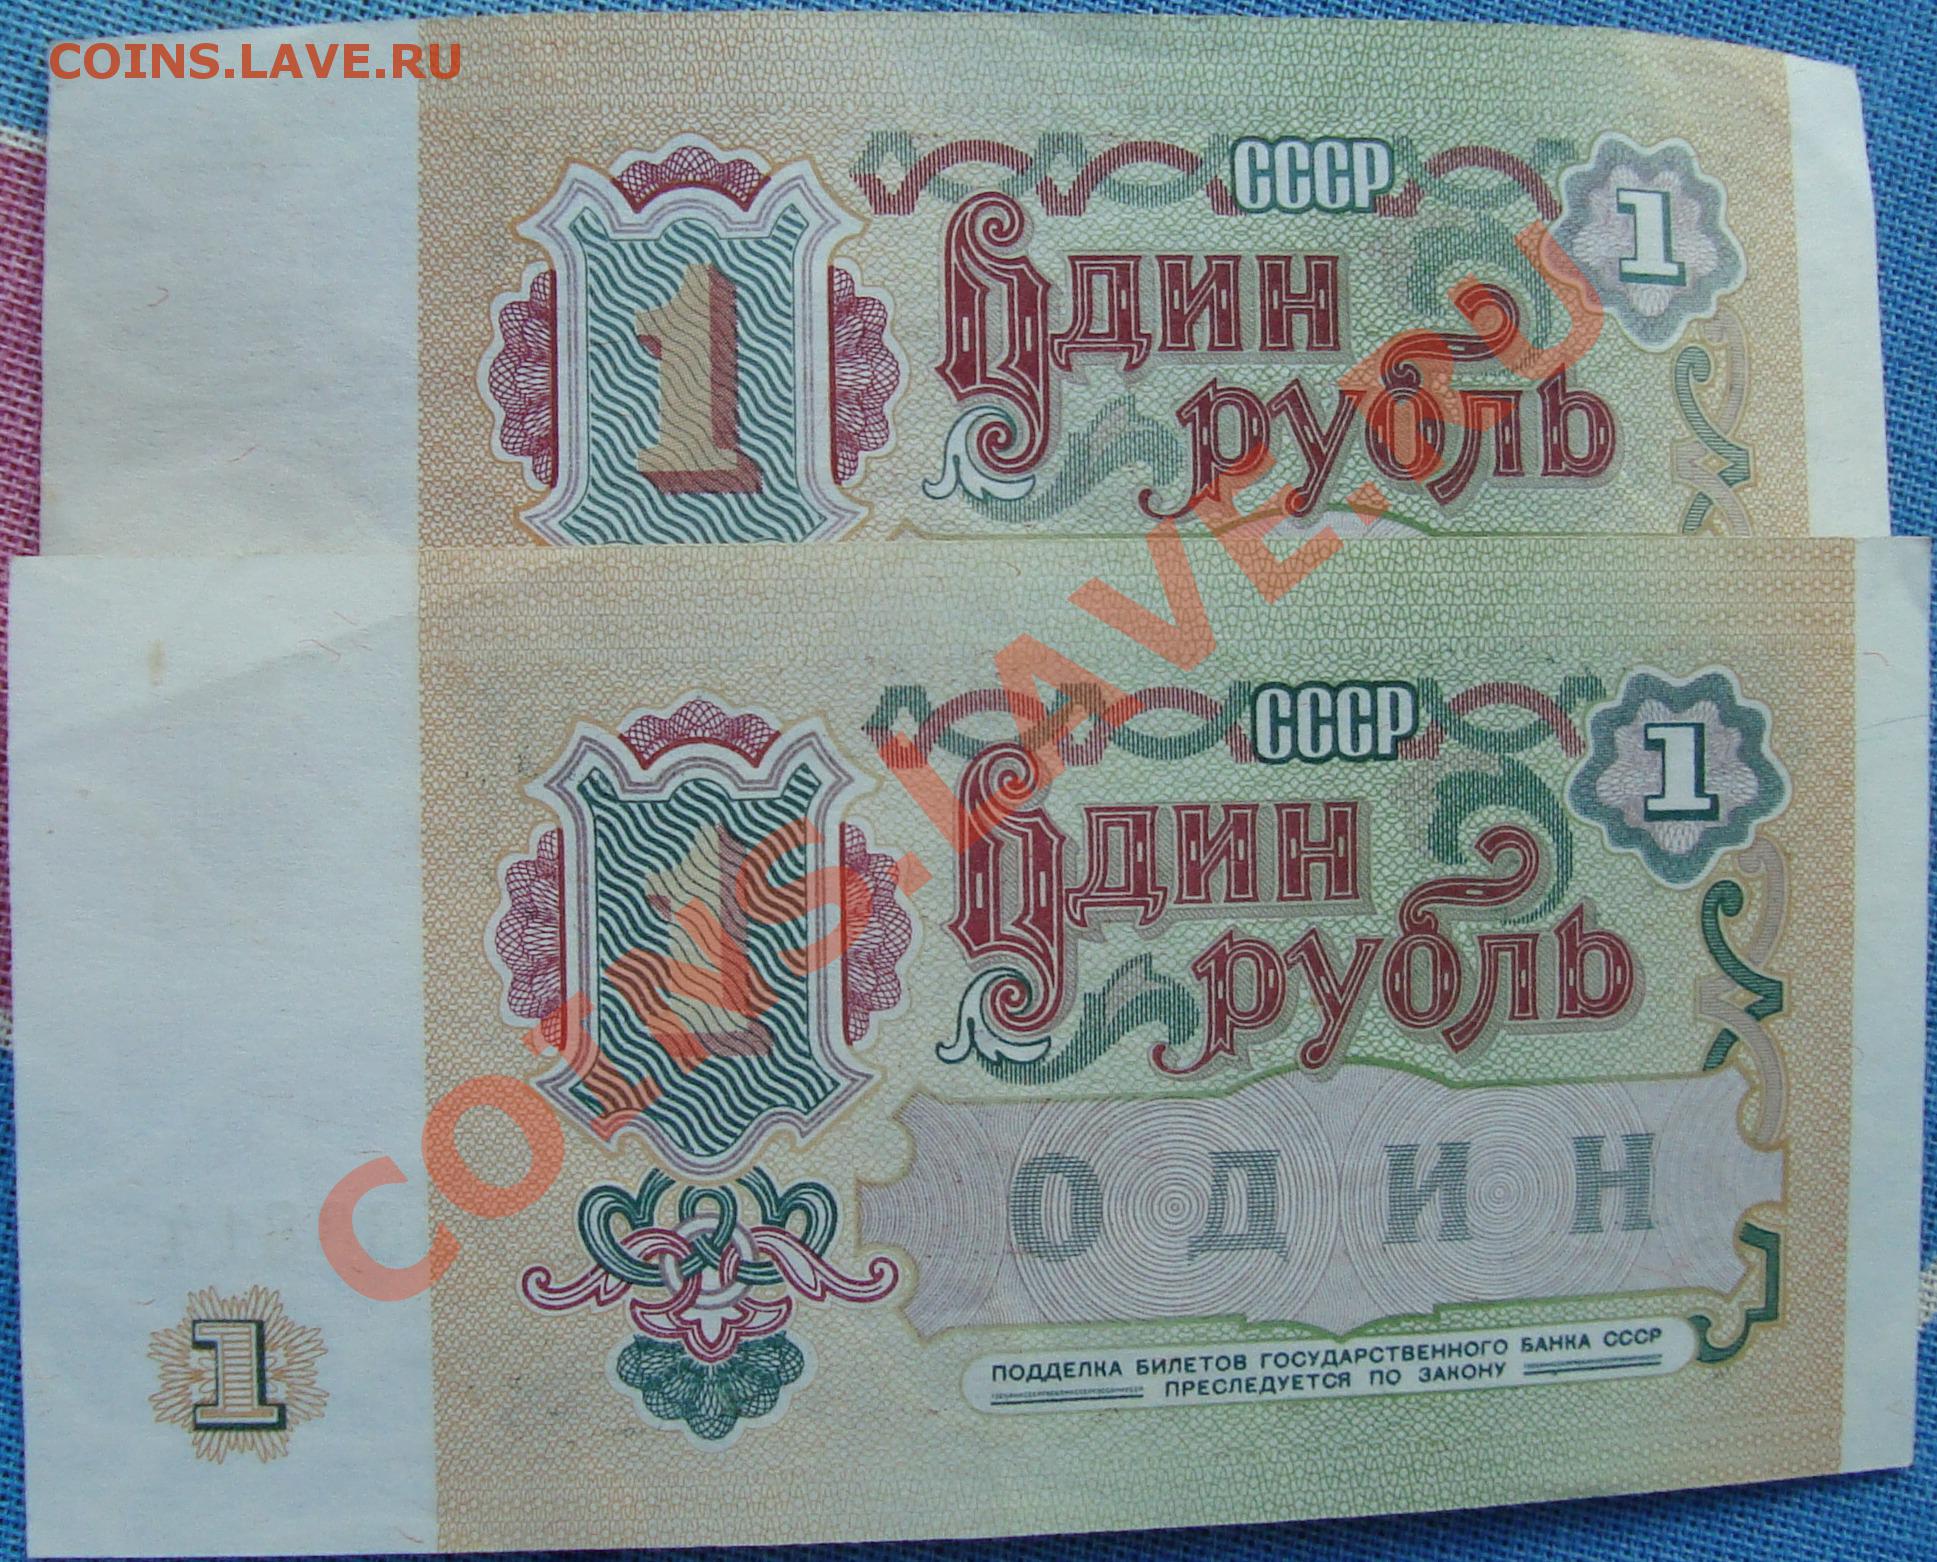 COINS.LAVE.RU
СССР
1
1
Один
рубль
СССР
1
1
Один
рубль
ОДИН
1
ПОДДЕЛКА БИЛЕТОВ ГОСУДАРСТВЕННОГО БАНКА СССР
ПРЕСЛЕДУЕТСЯ ПО ЗАКОНУ
COINS.LAVE.RU